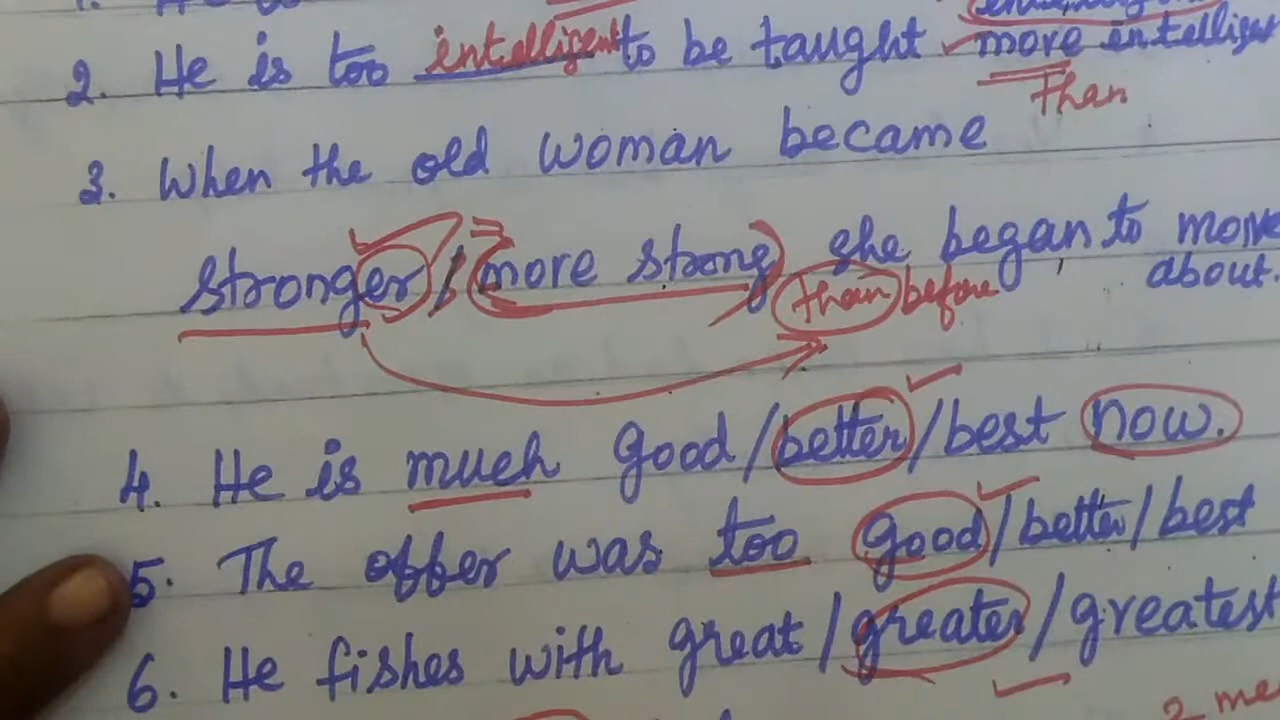 2. He is too intelligent to be taught more intelligent
than
3. When the old woman became
stronger / more strong she began to move
than before about.
4. He is much good / better / best now.
5. The offer was too good / better / best
6. He fishes with great / greater / greatest